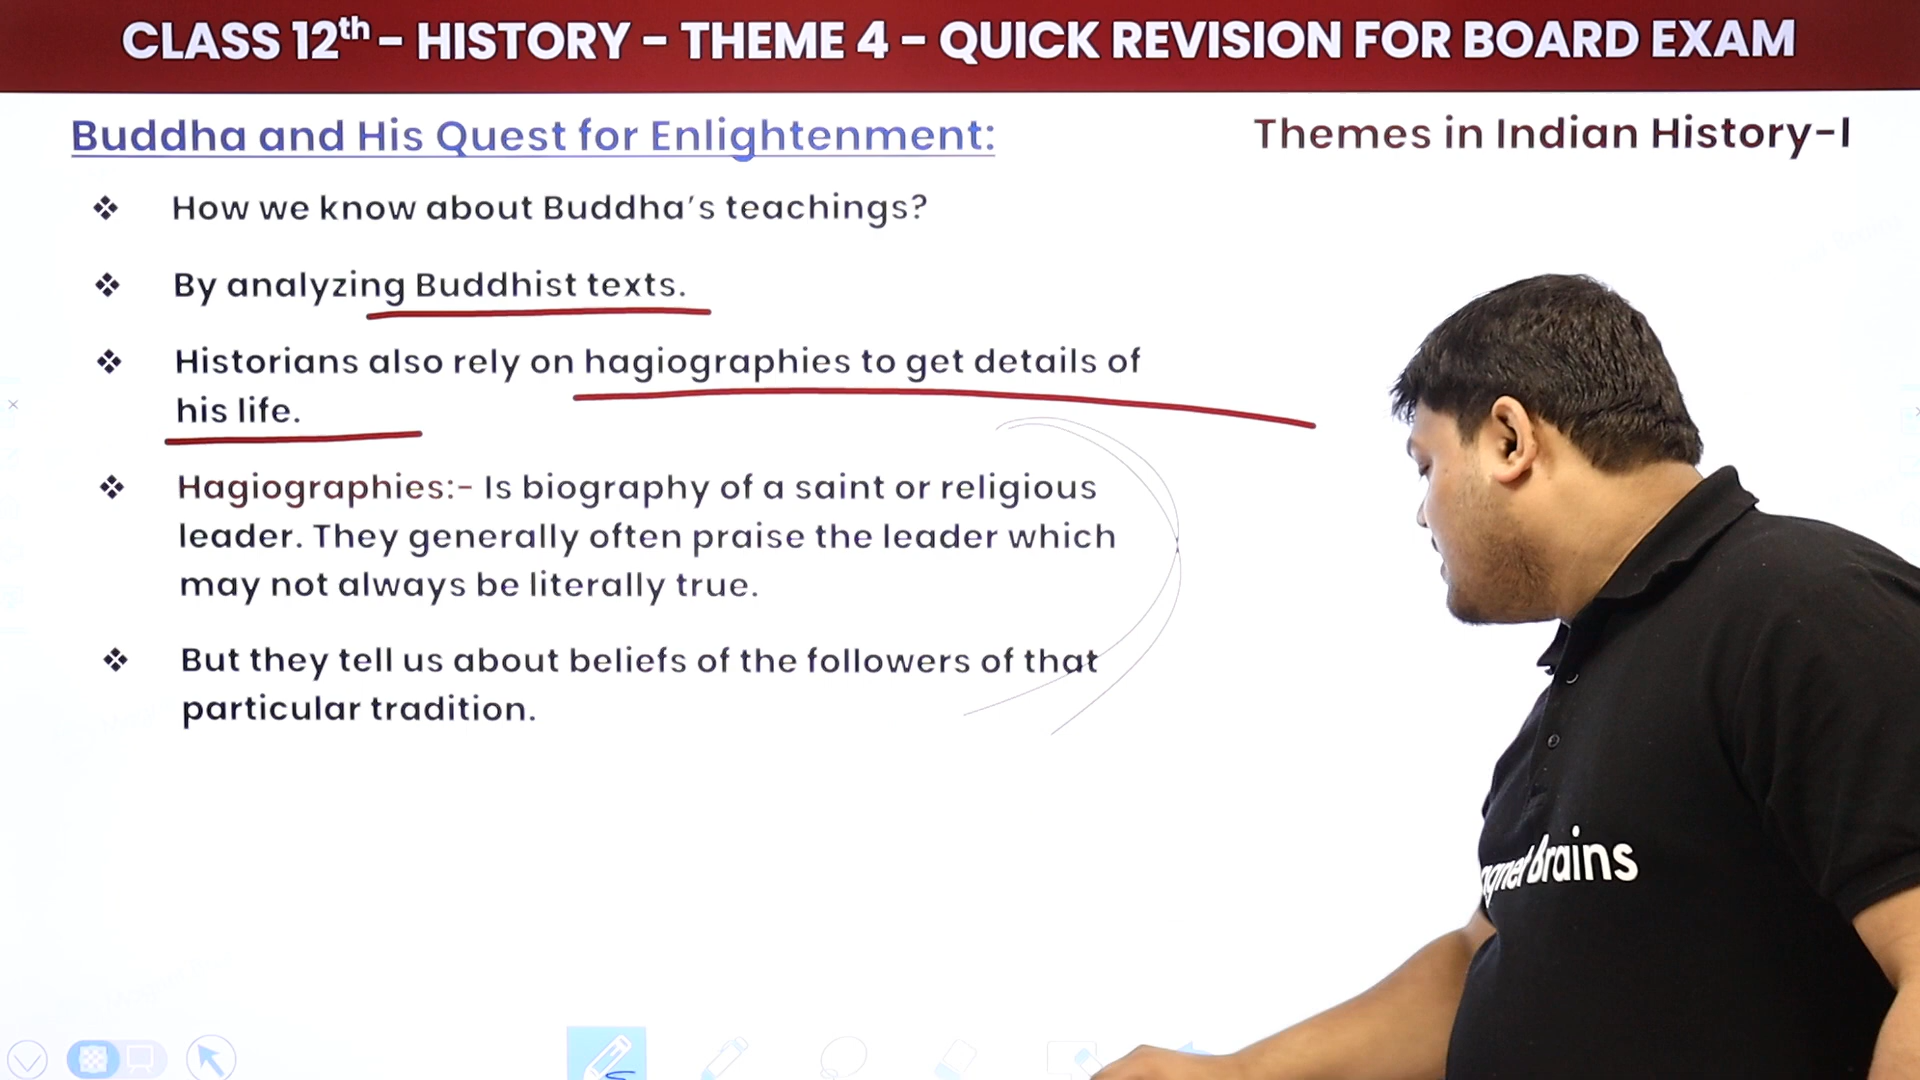 CLASS 12th - HISTORY - THEME 4 - QUICK REVISION FOR BOARD EXAM
Buddha and His Quest for Enlightenment:
Themes in Indian History-I
❖ How we know about Buddha's teachings?
❖ By analyzing Buddhist texts.
❖ Historians also rely on hagiographies to get details of
his life.
❖ Hagiographies:- Is biography of a saint or religious
leader. They generally often praise the leader which
may not always be literally true.
❖ But they tell us about beliefs of the followers of that
particular tradition.
Brains